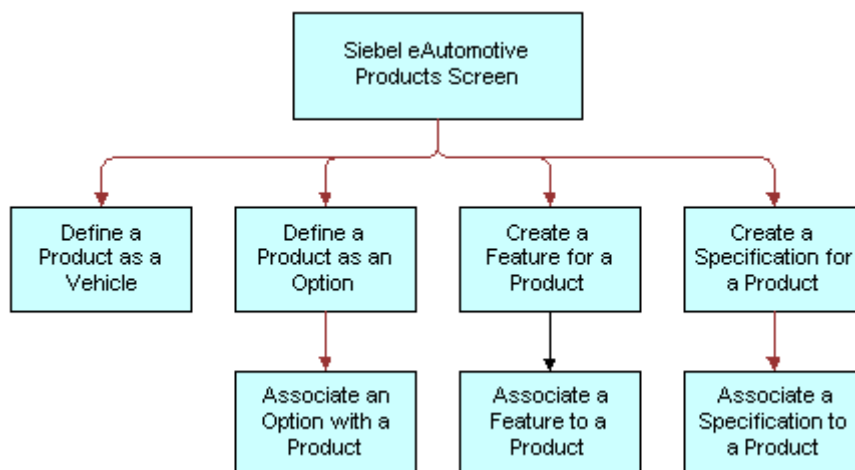 Siebel eAutomotive
Products Screen
Define a
Product as a
Vehicle
Define a
Product as an
Option
Create a
Feature for a
Product
Create a
Specification for
a Product
Associate an
Option with a
Product
Associate a
Feature to a
Product
Associate a
Specification to
a Product